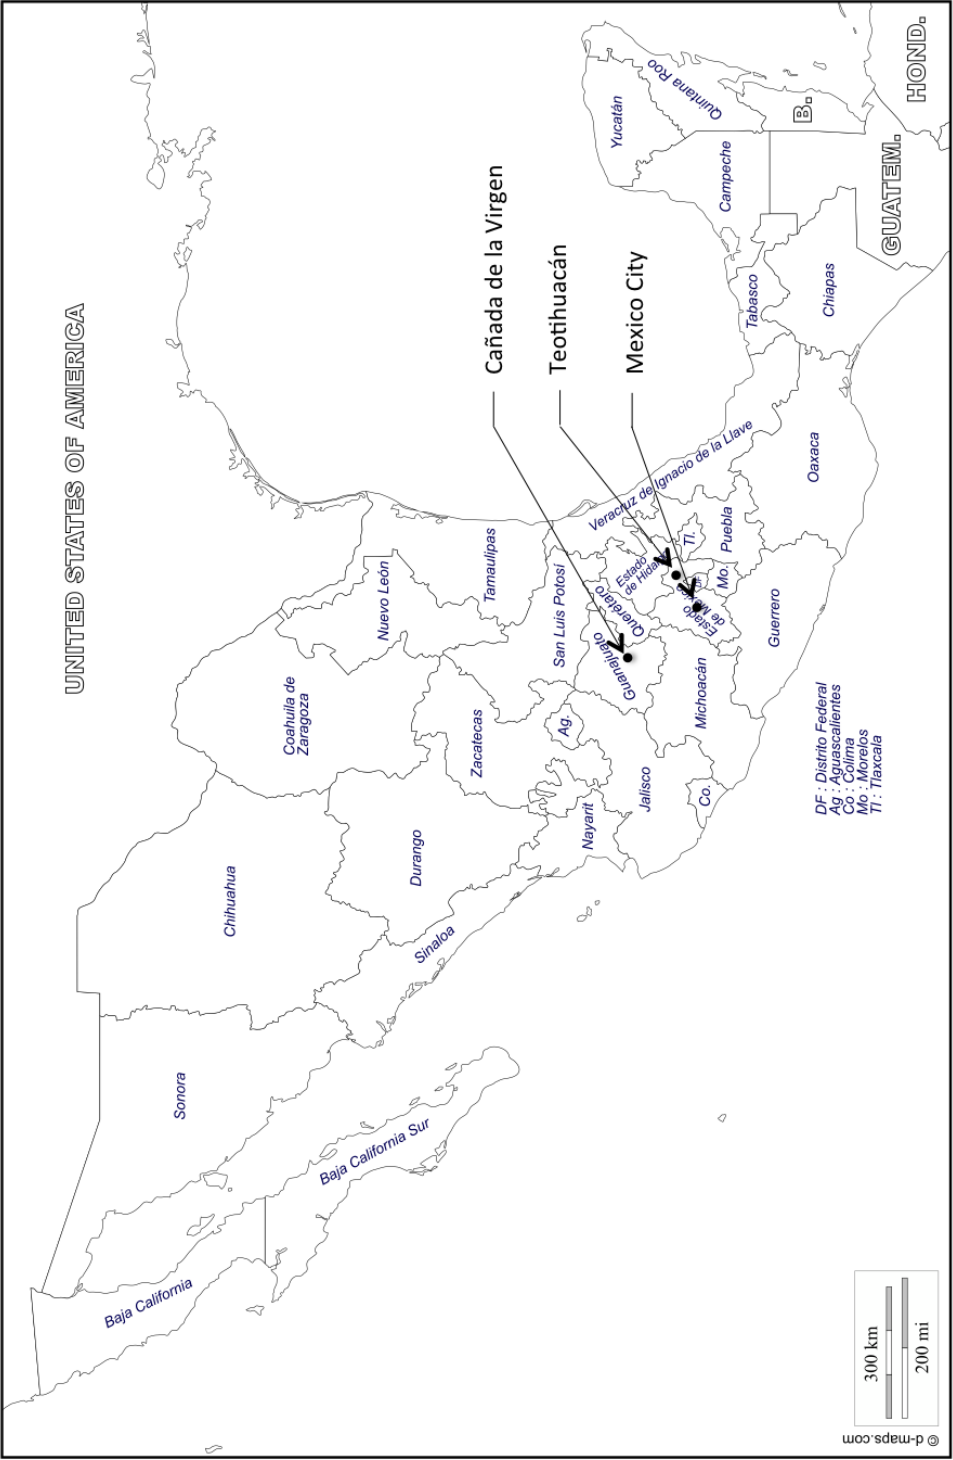 UNITED STATES OF AMERICA
Baja California
Sonora
Chihuahua
Coahuila de
Zaragoza
Nuevo León
Baja California Sur
Sinaloa
Durango
Zacatecas
Tamaulipas
San Luis Potosí
Nayarit
Ag.
Jalisco
Guanajuato
Querétaro
Estado
de Hidalgo
Veracruz de Ignacio de la Llave
Co.
Michoacán
Estado
de México
DF
Mo.
Tl.
Puebla
Guerrero
Oaxaca
Tabasco
Chiapas
Campeche
Yucatán
Quintana Roo
B.
GUATEM.
HOND.
Cañada de la Virgen
Teotihuacán
Mexico City
DF : Distrito Federal
Ag : Aguascalientes
Co : Colima
Mo : Morelos
Tl : Tlaxcala
300 km
200 mi
© d-maps.com